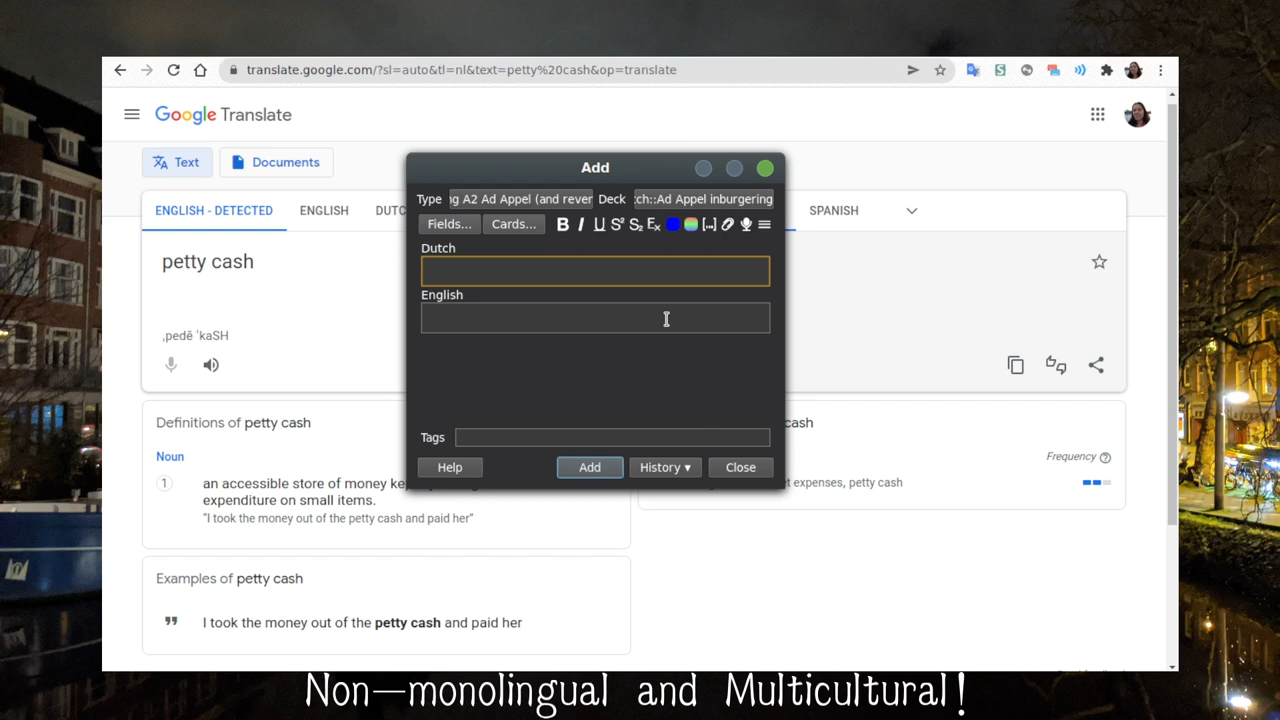 translate.google.com/?sl=auto&tl=nl&text=petty%20cash&op=translate
Google Translate
Text
Documents
ENGLISH - DETECTED
ENGLISH
DUTC
SPANISH
petty cash
ˌpedē ˈkaSH
Definitions of petty cash
Noun
1
an accessible store of money
expenditure on small items.
"I took the money out of the petty cash and paid her"
Examples of petty cash
I took the money out of the petty cash and paid her
cash
Frequency
expenses, petty cash
Add
Type
A2 Ad Appel (and rever
Deck
ch::Ad Appel inburgering
Fields...
Cards...
Dutch
English
Tags
Help
Add
History ▾
Close
Non-monolingual and Multicultural!